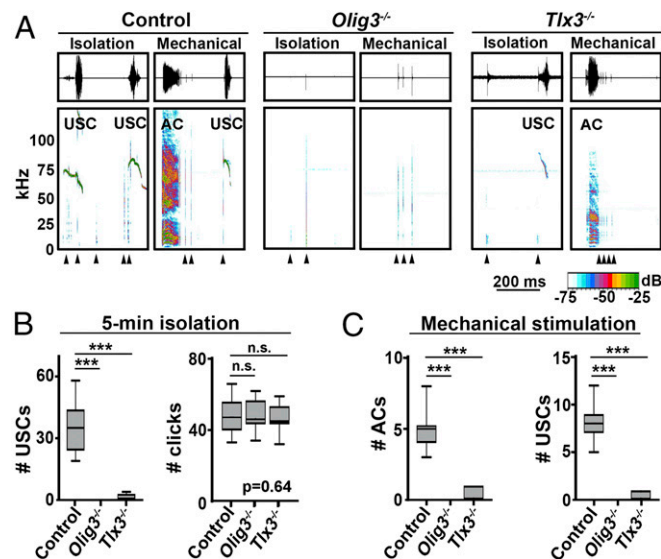 A
Control
Olig3-/-
Tlx3-/-
Isolation Mechanical
Isolation Mechanical
Isolation Mechanical
USC USC AC USC
USC AC
kHz
100
75
50
25
0
200 ms
dB
-75 -50 -25
B
5-min isolation
# USCs
60
30
0
***
***
Control
Olig3-/-
Tlx3-/-
# clicks
80
40
0
n.s.
n.s.
p=0.64
Control
Olig3-/-
Tlx3-/-
C
Mechanical stimulation
# ACs
10
5
0
***
***
Control
Olig3-/-
Tlx3-/-
# USCs
15
10
5
0
***
***
Control
Olig3-/-
Tlx3-/-